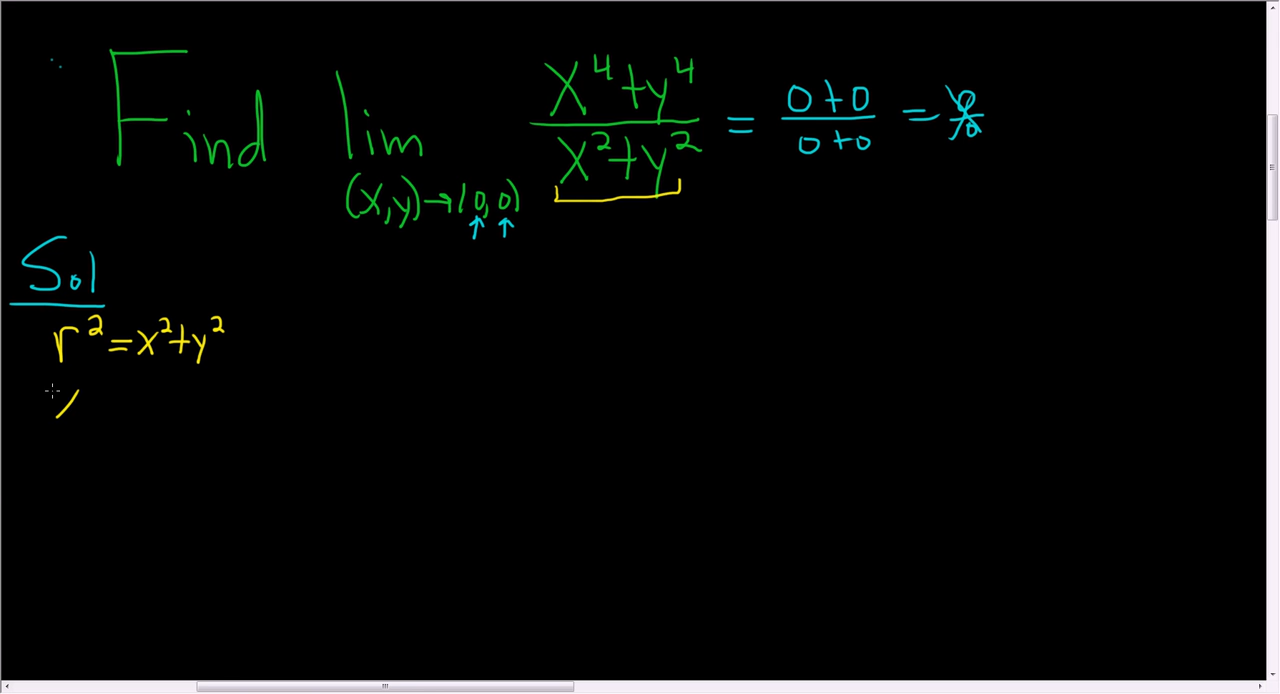 Find lim (x,y)→(0,0) (x⁴+y⁴)/(x²+y²) = (0+0)/(0+0) = 0/0
Sol
r² = x²+y²